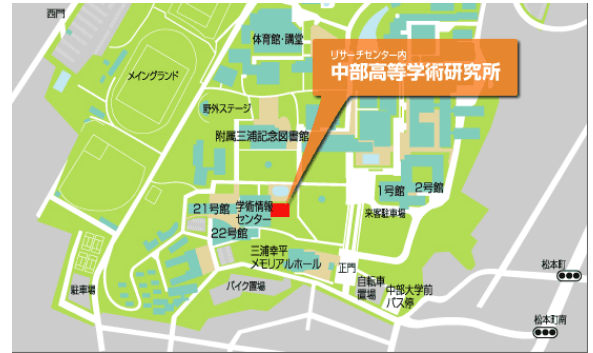 西門
体育館・講堂
リサーチセンター内
中部高等学術研究所
メイングランド
野外ステージ
附属三浦記念図書館
1号館
2号館
21号館
学術情報
センター
来客駐車場
22号館
三浦幸平
メモリアルホール
正門
松本町
駐車場
バイク置場
自転車
置場
中部大学前
バス停
松本町南